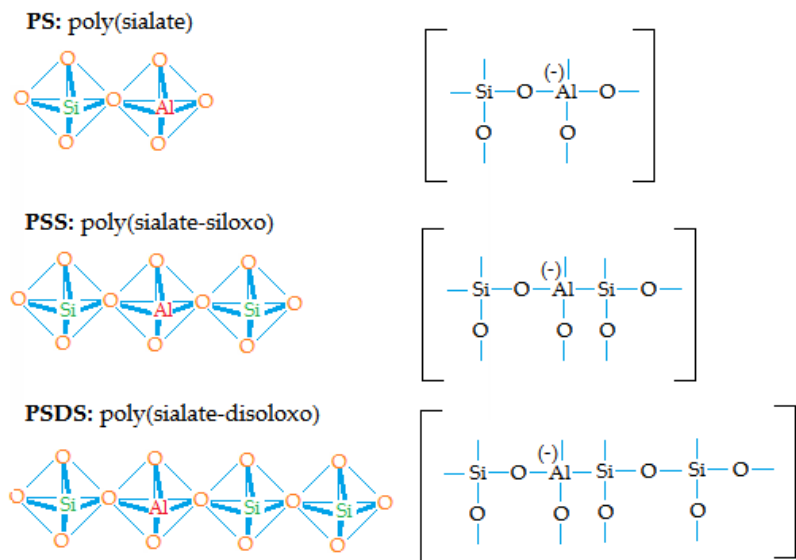 PS: poly(sialate)
O O
O Si O Al O
O O
(-)
Si O Al O
O O
PSS: poly(sialate-siloxo)
O O O
O Si O Al O Si O
O O O
(-)
Si O Al Si O
O O O
PSDS: poly(sialate-disoloxo)
O O O O
O Si O Al O Si O Si O
O O O O
(-)
Si O Al Si O Si O
O O O O